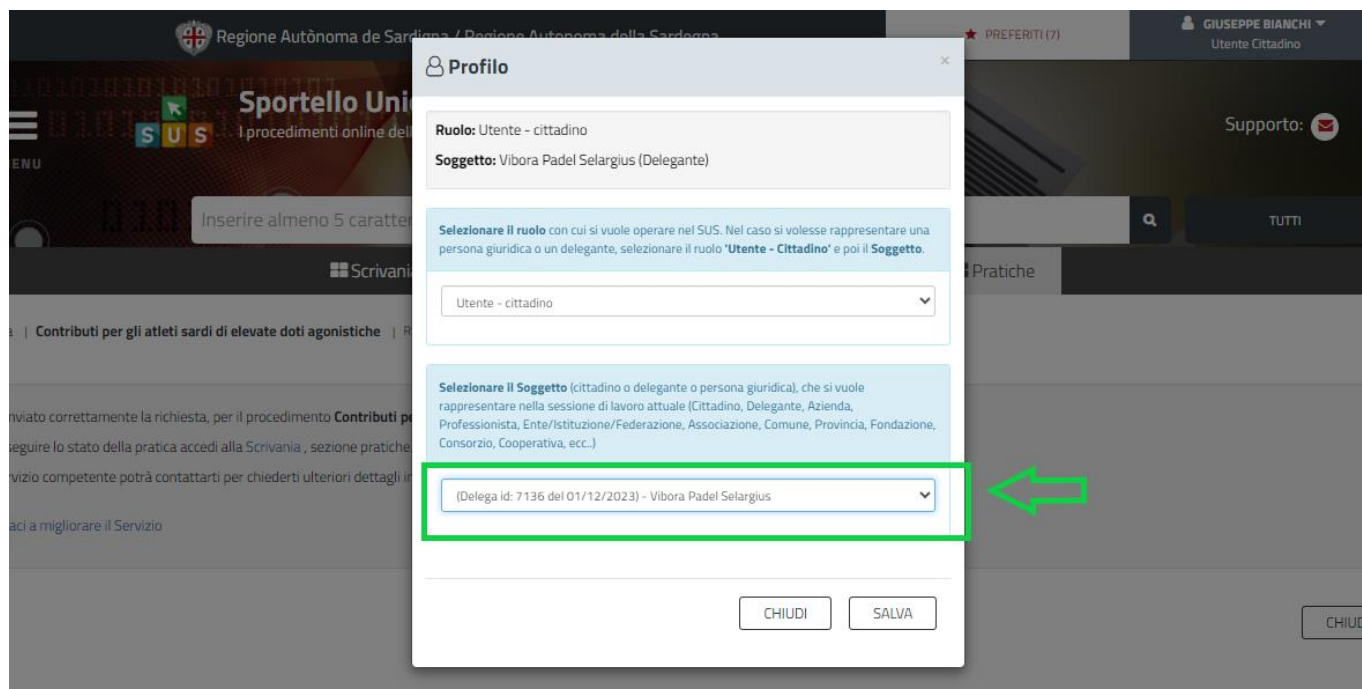 Regione Autònoma de Sardigna / Regione Autonoma della Sardegna
PREFERITI (7)
GIUSEPPE BIANCHI
Utente Cittadino
Profilo
×
Sportello
I procedimenti online
SUS
ENU
Supporto:
Ruolo: Utente - cittadino
Soggetto: Vibora Padel Selargius (Delegante)
Inserire almeno 5
TUTTI
Selezionare il ruolo con cui si vuole operare nel SUS. Nel caso si volesse rappresentare una
persona giuridica o un delegante, selezionare il ruolo 'Utente - Cittadino' e poi il Soggetto.
Scrivani
Pratiche
Utente - cittadino
| Contributi per gli atleti sardi di elevate doti agonistiche |
Selezionare il Soggetto (cittadino o delegante o persona giuridica), che si vuole
rappresentare nella sessione di lavoro attuale (Cittadino, Delegante, Azienda,
Professionista, Ente/Istituzione/Federazione, Associazione, Comune, Provincia, Fondazione,
Consorzio, Cooperativa, ecc..)
nviato correttamente la richiesta, per il procedimento Contributi
seguire lo stato della pratica accedi alla Scrivania , sezione pratiche
vizio competente potrà contattarti per chiederti ulteriori dettagli
(Delega id: 7136 del 01/12/2023) - Vibora Padel Selargius
aci a migliorare il Servizio
CHIUDI
SALVA
CHIUD